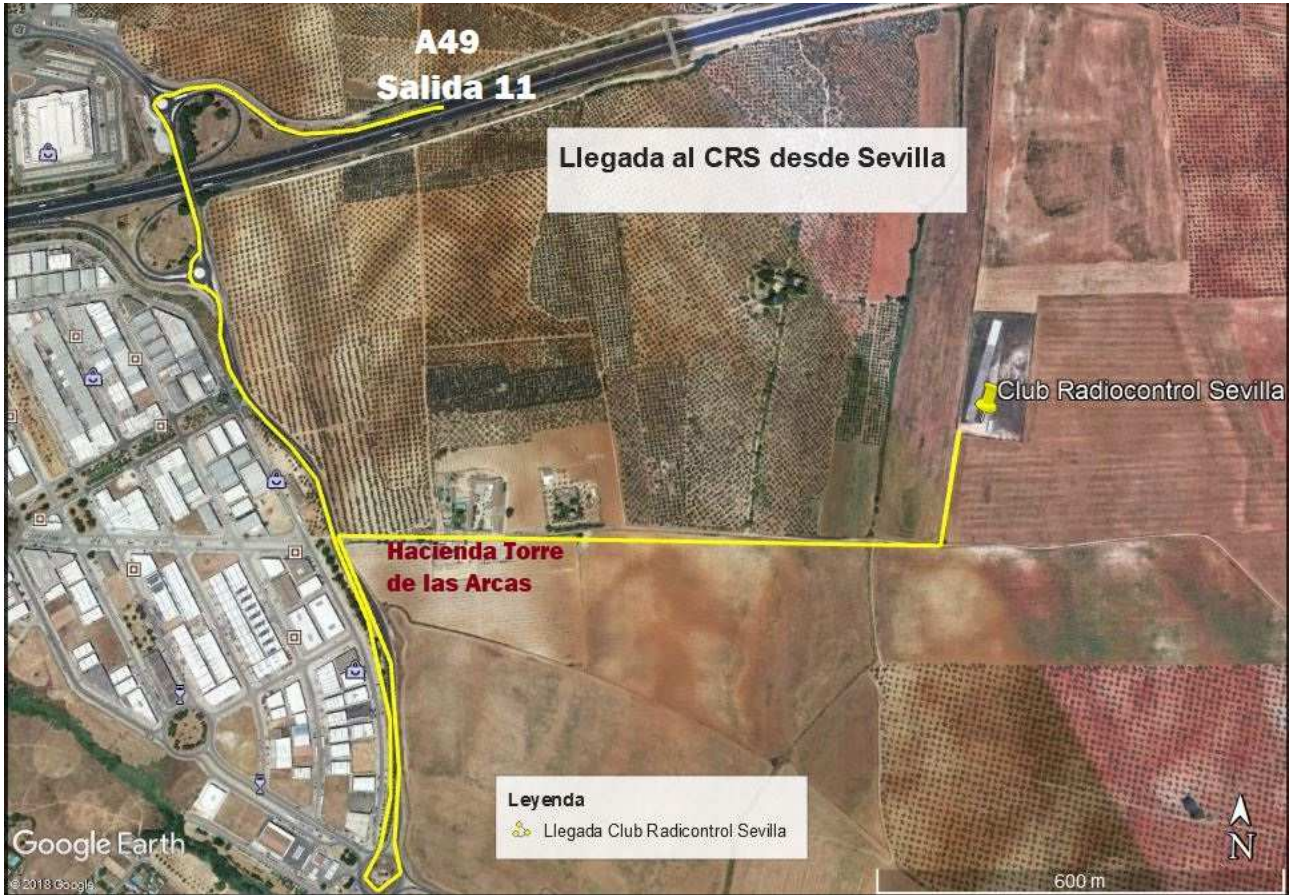 A49
Salida 11
Llegada al CRS desde Sevilla
Club Radiocontrol Sevilla
Hacienda Torre
de las Arcas
Leyenda
Llegada Club Radicontrol Sevilla
Google Earth
© 2018 Google
N
600 m